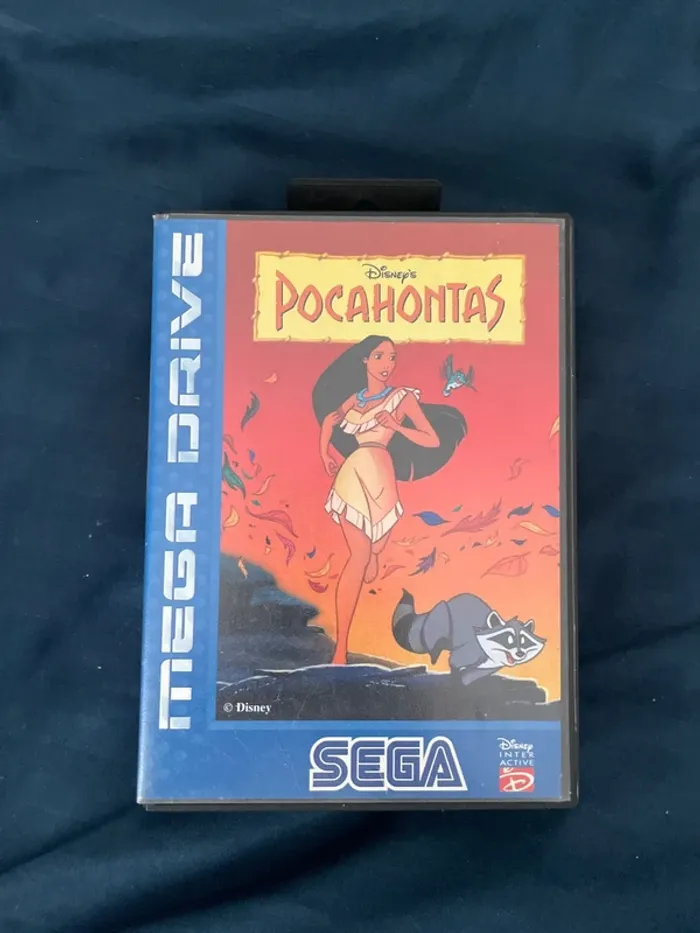 MEGA DRIVE
Disney's
POCAHONTAS
© Disney
SEGA
Disney
INTER
ACTIVE